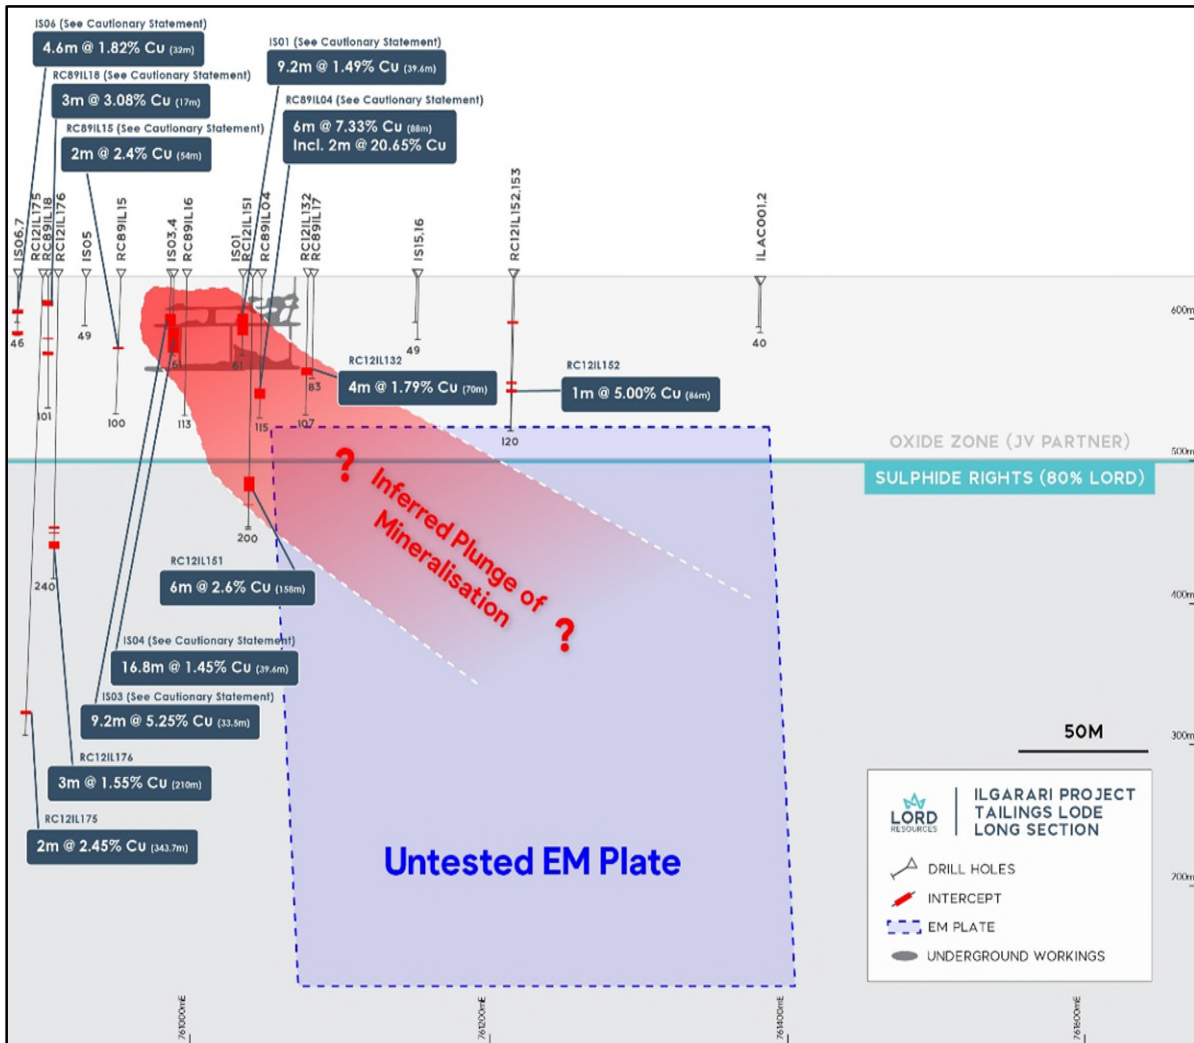 IS06 (See Cautionary Statement)
4.6m @ 1.82% Cu (32m)
RC89IL18 (See Cautionary Statement)
3m @ 3.08% Cu (17m)
RC89IL15 (See Cautionary Statement)
2m @ 2.4% Cu (54m)
IS01 (See Cautionary Statement)
9.2m @ 1.49% Cu (39.6m)
RC89IL04 (See Cautionary Statement)
6m @ 7.33% Cu (88m)
Incl. 2m @ 20.65% Cu
IS06,7
RC12IL175
RC89IL18
RC12IL176
IS05
RC89IL15
IS03,4
RC89IL16
IS01
RC12IL151
RC89IL04
RC12IL132
RC89IL17
IS15,16
RC12IL152,153
ILAC001,2
600m
46
49
61
49
40
83
101
100
113
115
107
120
RC12IL132
4m @ 1.79% Cu (70m)
RC12IL152
1m @ 5.00% Cu (86m)
OXIDE ZONE (JV PARTNER)
500m
SULPHIDE RIGHTS (80% LORD)
? Inferred Plunge of
Mineralisation ?
200
240
RC12IL151
6m @ 2.6% Cu (158m)
400m
IS04 (See Cautionary Statement)
16.8m @ 1.45% Cu (39.6m)
IS03 (See Cautionary Statement)
9.2m @ 5.25% Cu (33.5m)
RC12IL176
3m @ 1.55% Cu (210m)
RC12IL175
2m @ 2.45% Cu (343.7m)
300m
50M
Untested EM Plate
LORD
RESOURCES
ILGARARI PROJECT
TAILINGS LODE
LONG SECTION
DRILL HOLES
INTERCEPT
EM PLATE
UNDERGROUND WORKINGS
700m
761000mE
761200mE
761400mE
761600mE